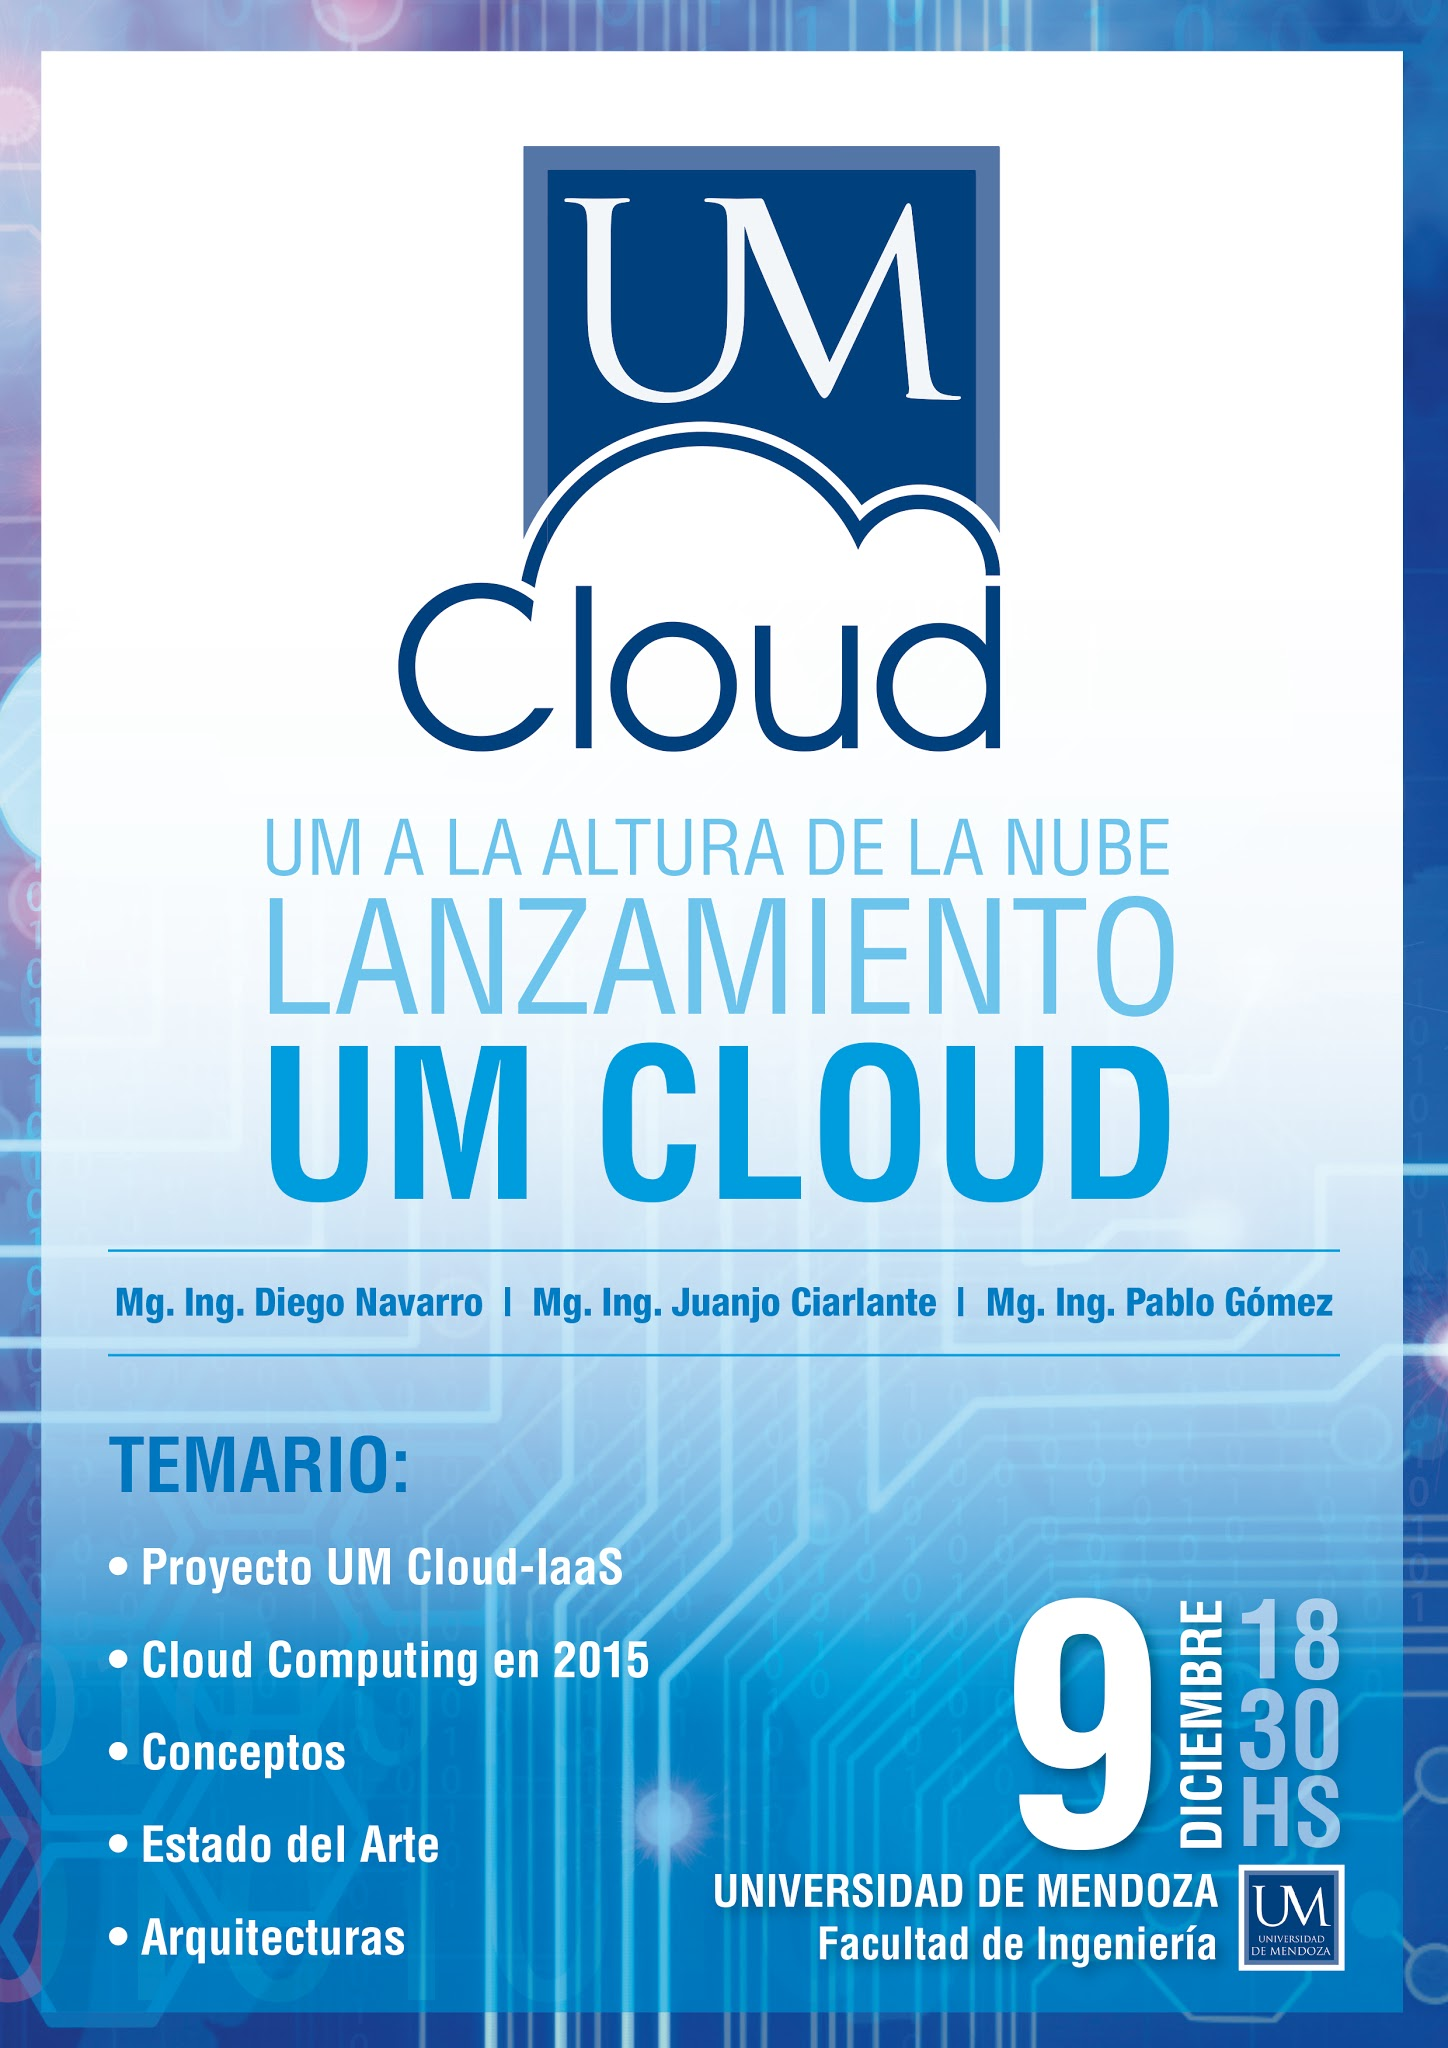 UM
Cloud
UM A LA ALTURA DE LA NUBE
LANZAMIENTO
UM CLOUD
Mg. Ing. Diego Navarro | Mg. Ing. Juanjo Ciarlante | Mg. Ing. Pablo Gómez
TEMARIO:
• Proyecto UM Cloud-IaaS
• Cloud Computing en 2015
• Conceptos
• Estado del Arte
• Arquitecturas
9
DICIEMBRE
18
30
HS
UNIVERSIDAD DE MENDOZA
Facultad de Ingeniería
UM
UNIVERSIDAD
DE MENDOZA